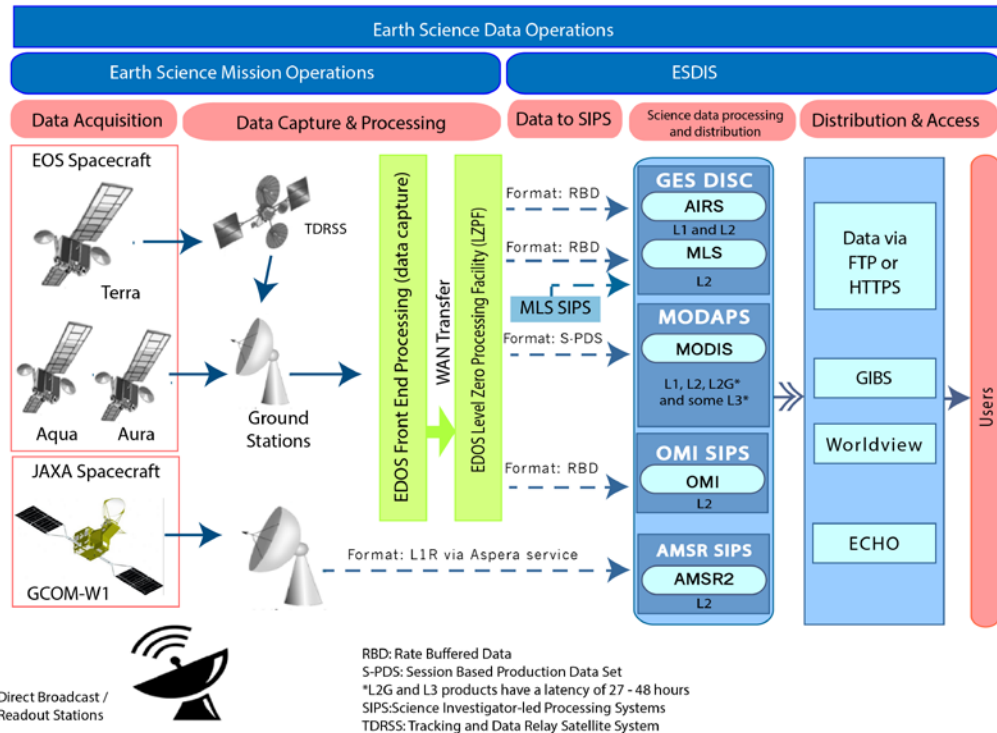 Earth Science Data Operations
Earth Science Mission Operations
ESDIS
Data Acquisition
Data Capture & Processing
Data to SIPS
Science data processing
and distribution
Distribution & Access
EOS Spacecraft
Terra
Aqua
Aura
JAXA Spacecraft
GCOM-W1
TDRSS
Ground
Stations
EDOS Front End Processing (data capture)
WAN Transfer
EDOS Level Zero Processing Facility (LZPF)
Format: RBD
Format: RBD
MLS SIPS
Format: S-PDS
Format: RBD
Format: L1R via Aspera service
GES DISC
AIRS
L1 and L2
MLS
L2
MODAPS
MODIS
L1, L2, L2G*
and some L3*
OMI SIPS
OMI
L2
AMSR SIPS
AMSR2
L2
Data via
FTP or
HTTPS
GIBS
Worldview
ECHO
Users
Direct Broadcast /
Readout Stations
RBD: Rate Buffered Data
S-PDS: Session Based Production Data Set
*L2G and L3 products have a latency of 27 - 48 hours
SIPS:Science Investigator-led Processing Systems
TDRSS: Tracking and Data Relay Satellite System